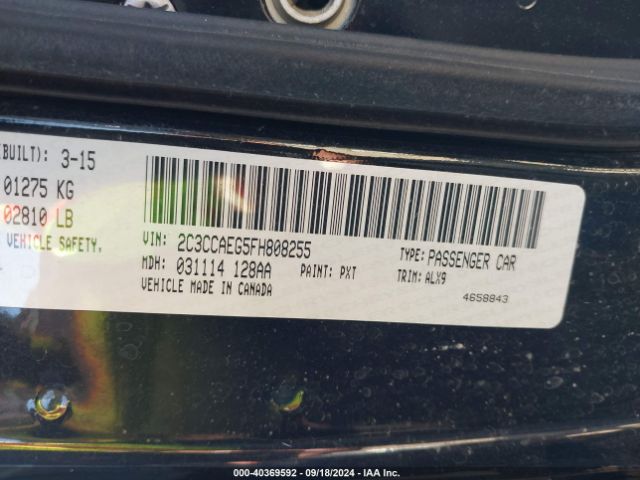 (BUILT): 3-15
01275 KG
02810 LB
VEHICLE SAFETY,
VIN: 2C3CCAEG5FH808255
TYPE: PASSENGER CAR
MDH: 031114 128AA
PAINT: PXT
TRIM: ALX9
VEHICLE MADE IN CANADA
4658843
000-40369592 - 09/18/2024 - IAA Inc.